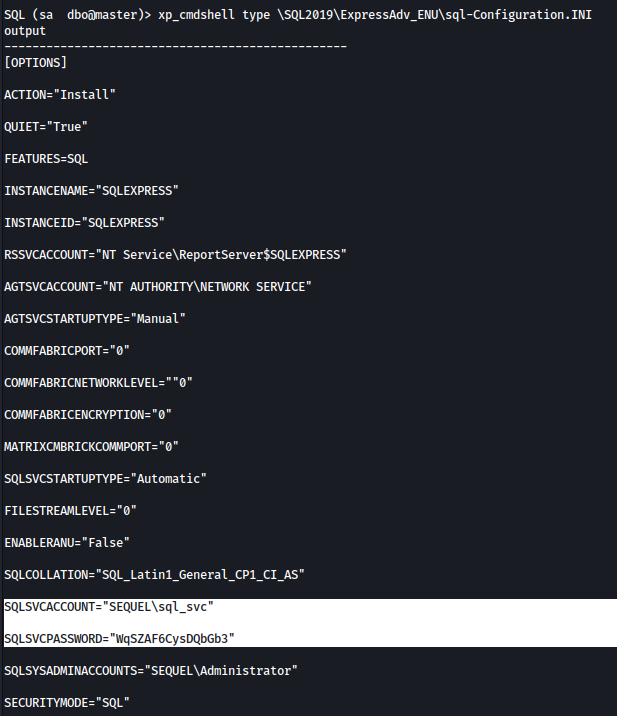 SQL (sa  dbo@master)> xp_cmdshell type \SQL2019\ExpressAdv_ENU\sql-Configuration.INI
output
-----------------------------------------------
[OPTIONS]
ACTION="Install"
QUIET="True"
FEATURES=SQL
INSTANCENAME="SQLEXPRESS"
INSTANCEID="SQLEXPRESS"
RSSVCACCOUNT="NT Service\ReportServer$SQLEXPRESS"
AGTSVCACCOUNT="NT AUTHORITY\NETWORK SERVICE"
AGTSVCSTARTUPTYPE="Manual"
COMMFABRICPORT="0"
COMMFABRICNETWORKLEVEL=""0"
COMMFABRICENCRYPTION="0"
MATRIXCMBRICKCOMMPORT="0"
SQLSVCSTARTUPTYPE="Automatic"
FILESTREAMLEVEL="0"
ENABLERANU="False"
SQLCOLLATION="SQL_Latin1_General_CP1_CI_AS"
SQLSVCACCOUNT="SEQUEL\sql_svc"
SQLSVCPASSWORD="WqSZAF6CysDQbGb3"
SQLSYSADMINACCOUNTS="SEQUEL\Administrator"
SECURITYMODE="SQL"